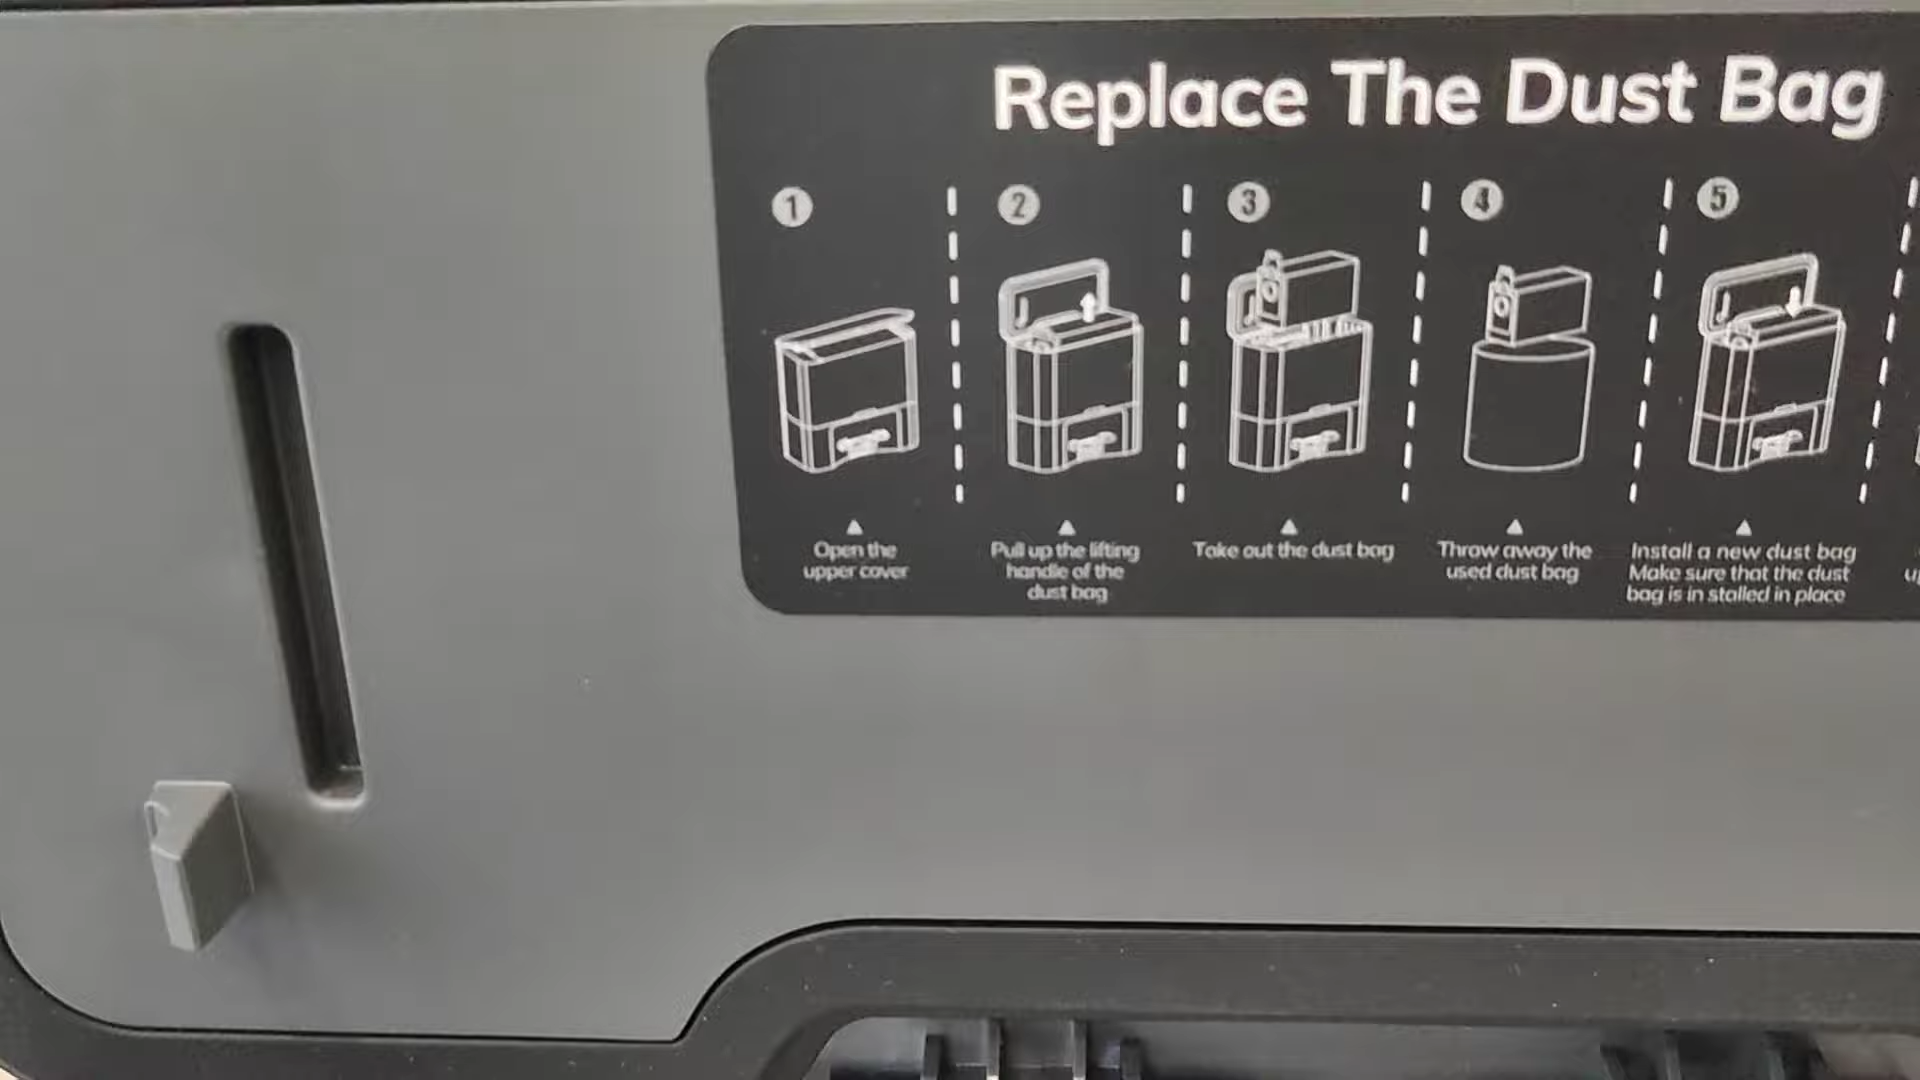 Replace The Dust Bag
1
2
3
4
5
Open the
upper cover
Pull up the lifting
handle of the
dust bag
Take out the dust bag
Throw away the
used dust bag
Install a new dust bag
Make sure that the dust
bag is in stalled in place